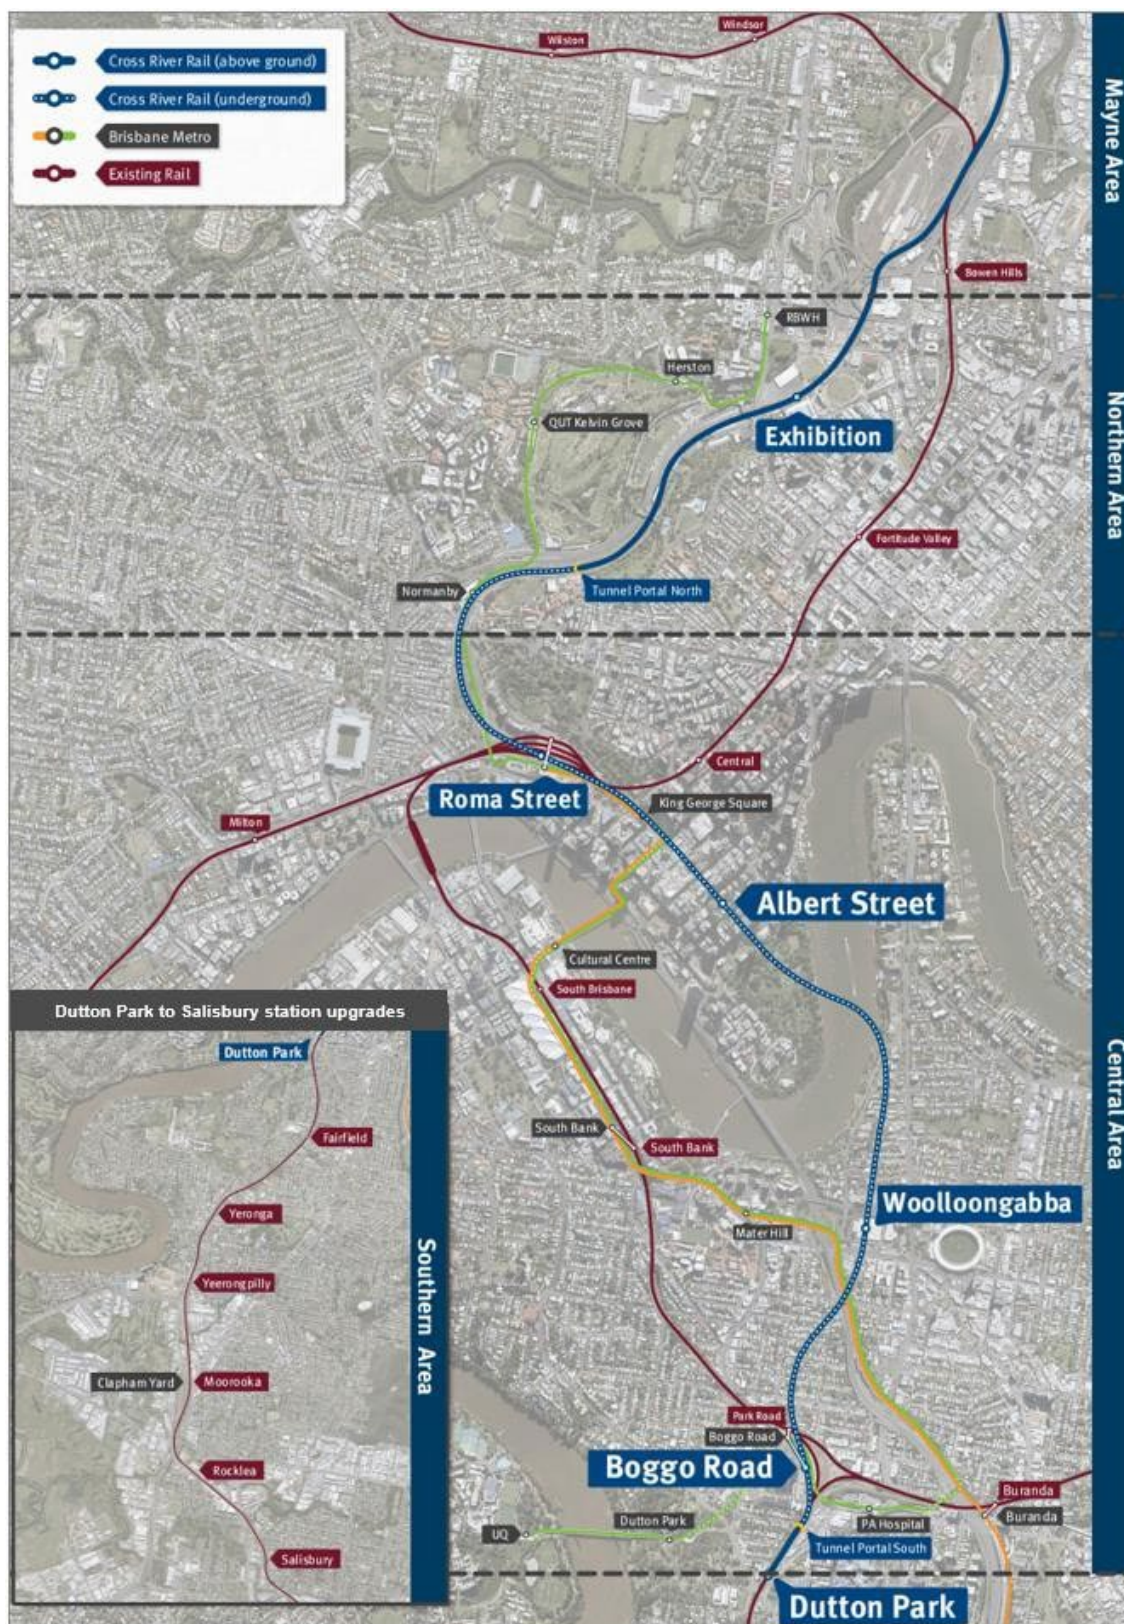 Cross River Rail (above ground)
Cross River Rail (underground)
Brisbane Metro
Existing Rail
Windsor
Wilston
Mayne Area
Bowen Hills
RBWH
Herston
QUT Kelvin Grove
Exhibition
Northern Area
Fortitude Valley
Normanby
Tunnel Portal North
Central
Roma Street
King George Square
Milton
Albert Street
Cultural Centre
South Brisbane
Dutton Park to Salisbury station upgrades
Dutton Park
Central Area
Fairfield
South Bank
South Bank
Woolloongabba
Yeronga
Mater Hill
Yeerongpilly
Southern Area
Clapham Yard
Moorooka
Park Road
Boggo Road
Boggo Road
Rocklea
Buranda
Buranda
PA Hospital
Dutton Park
UQ
Tunnel Portal South
Salisbury
Dutton Park